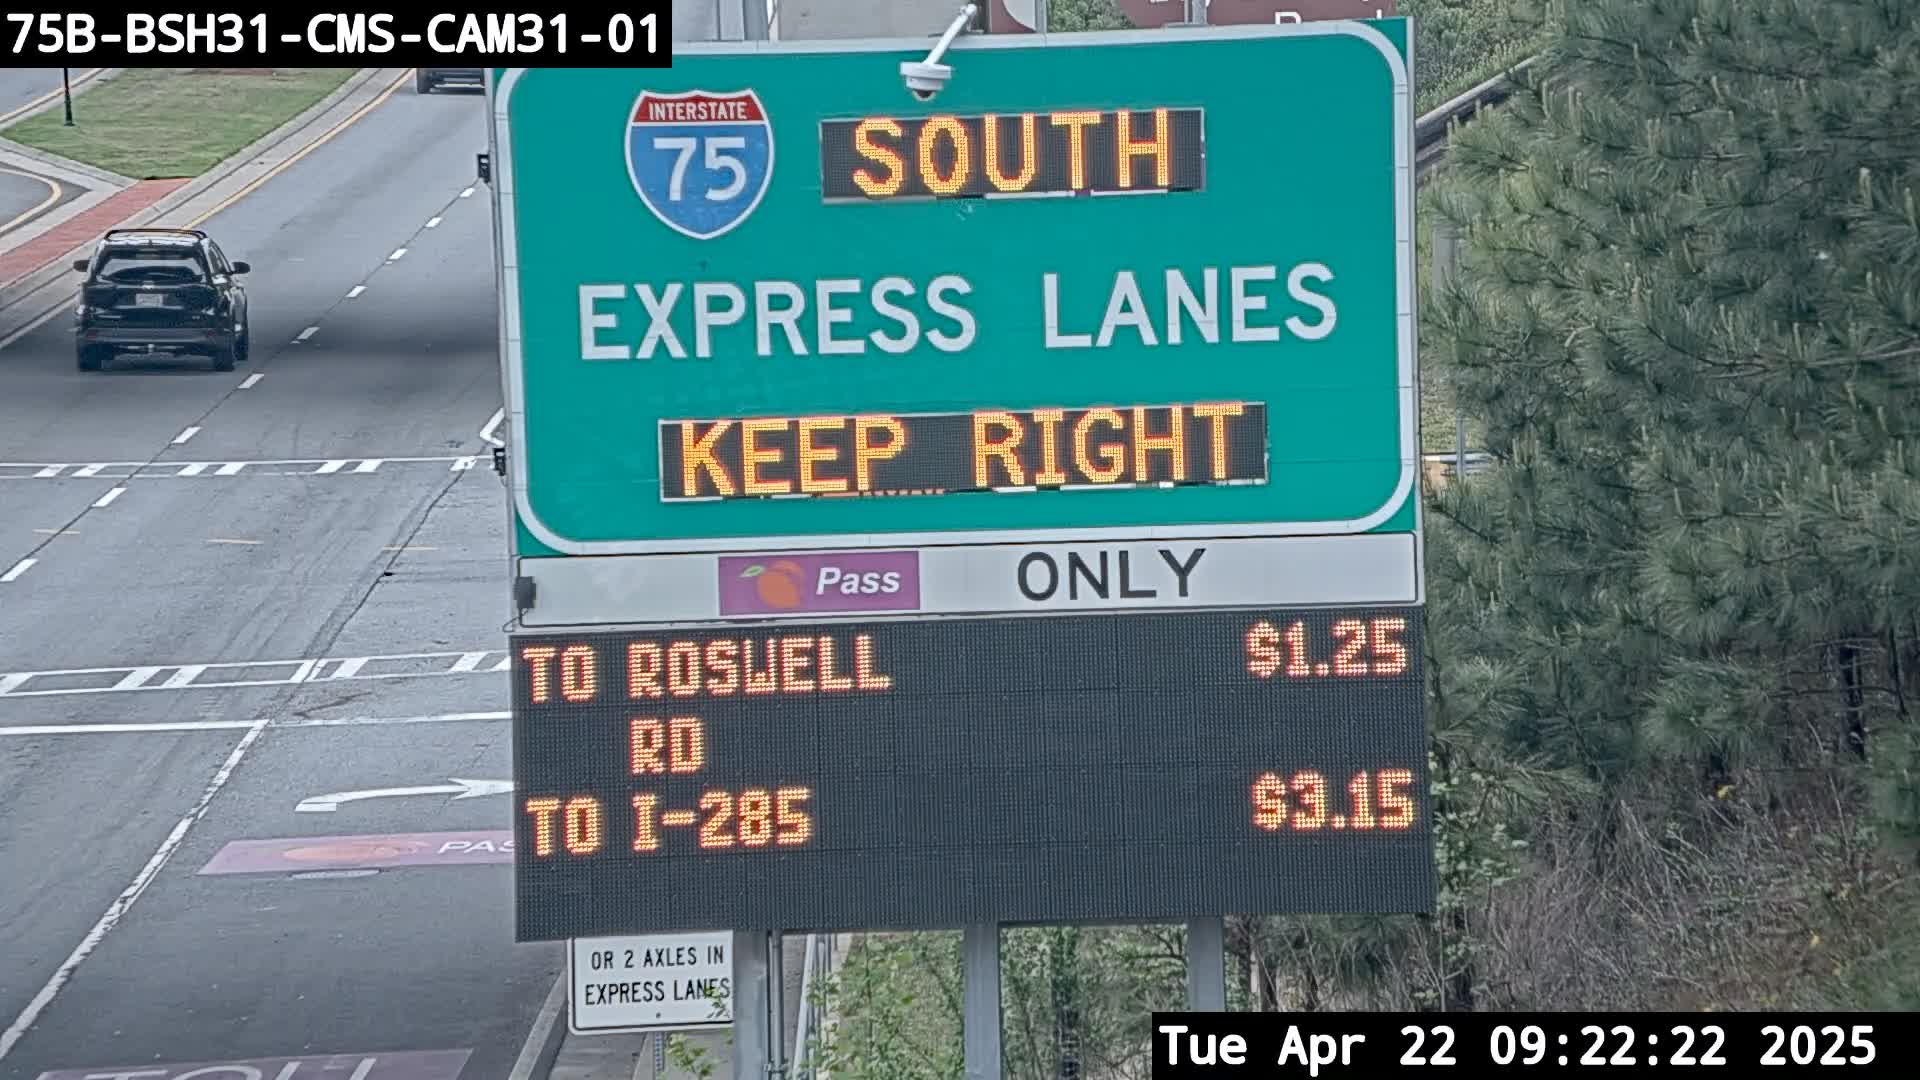 75B-BSH31-CMS-CAM31-01
INTERSTATE
75
SOUTH
EXPRESS LANES
KEEP RIGHT
Pass ONLY
TO ROSWELL $1.25
RD
TO I-285 $3.15
OR 2 AXLES IN
EXPRESS LANES
TOLL
Tue Apr 22 09:22:22 2025